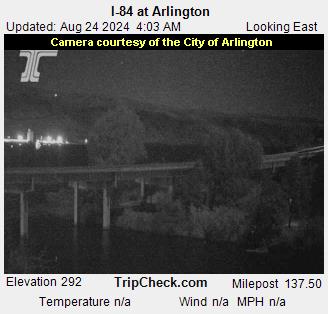 I-84 at Arlington
Updated: Aug 24 2024 4:03 AM Looking East
Camera courtesy of the City of Arlington
Elevation 292 TripCheck.com Milepost 137.50
Temperature n/a Wind n/a MPH n/a